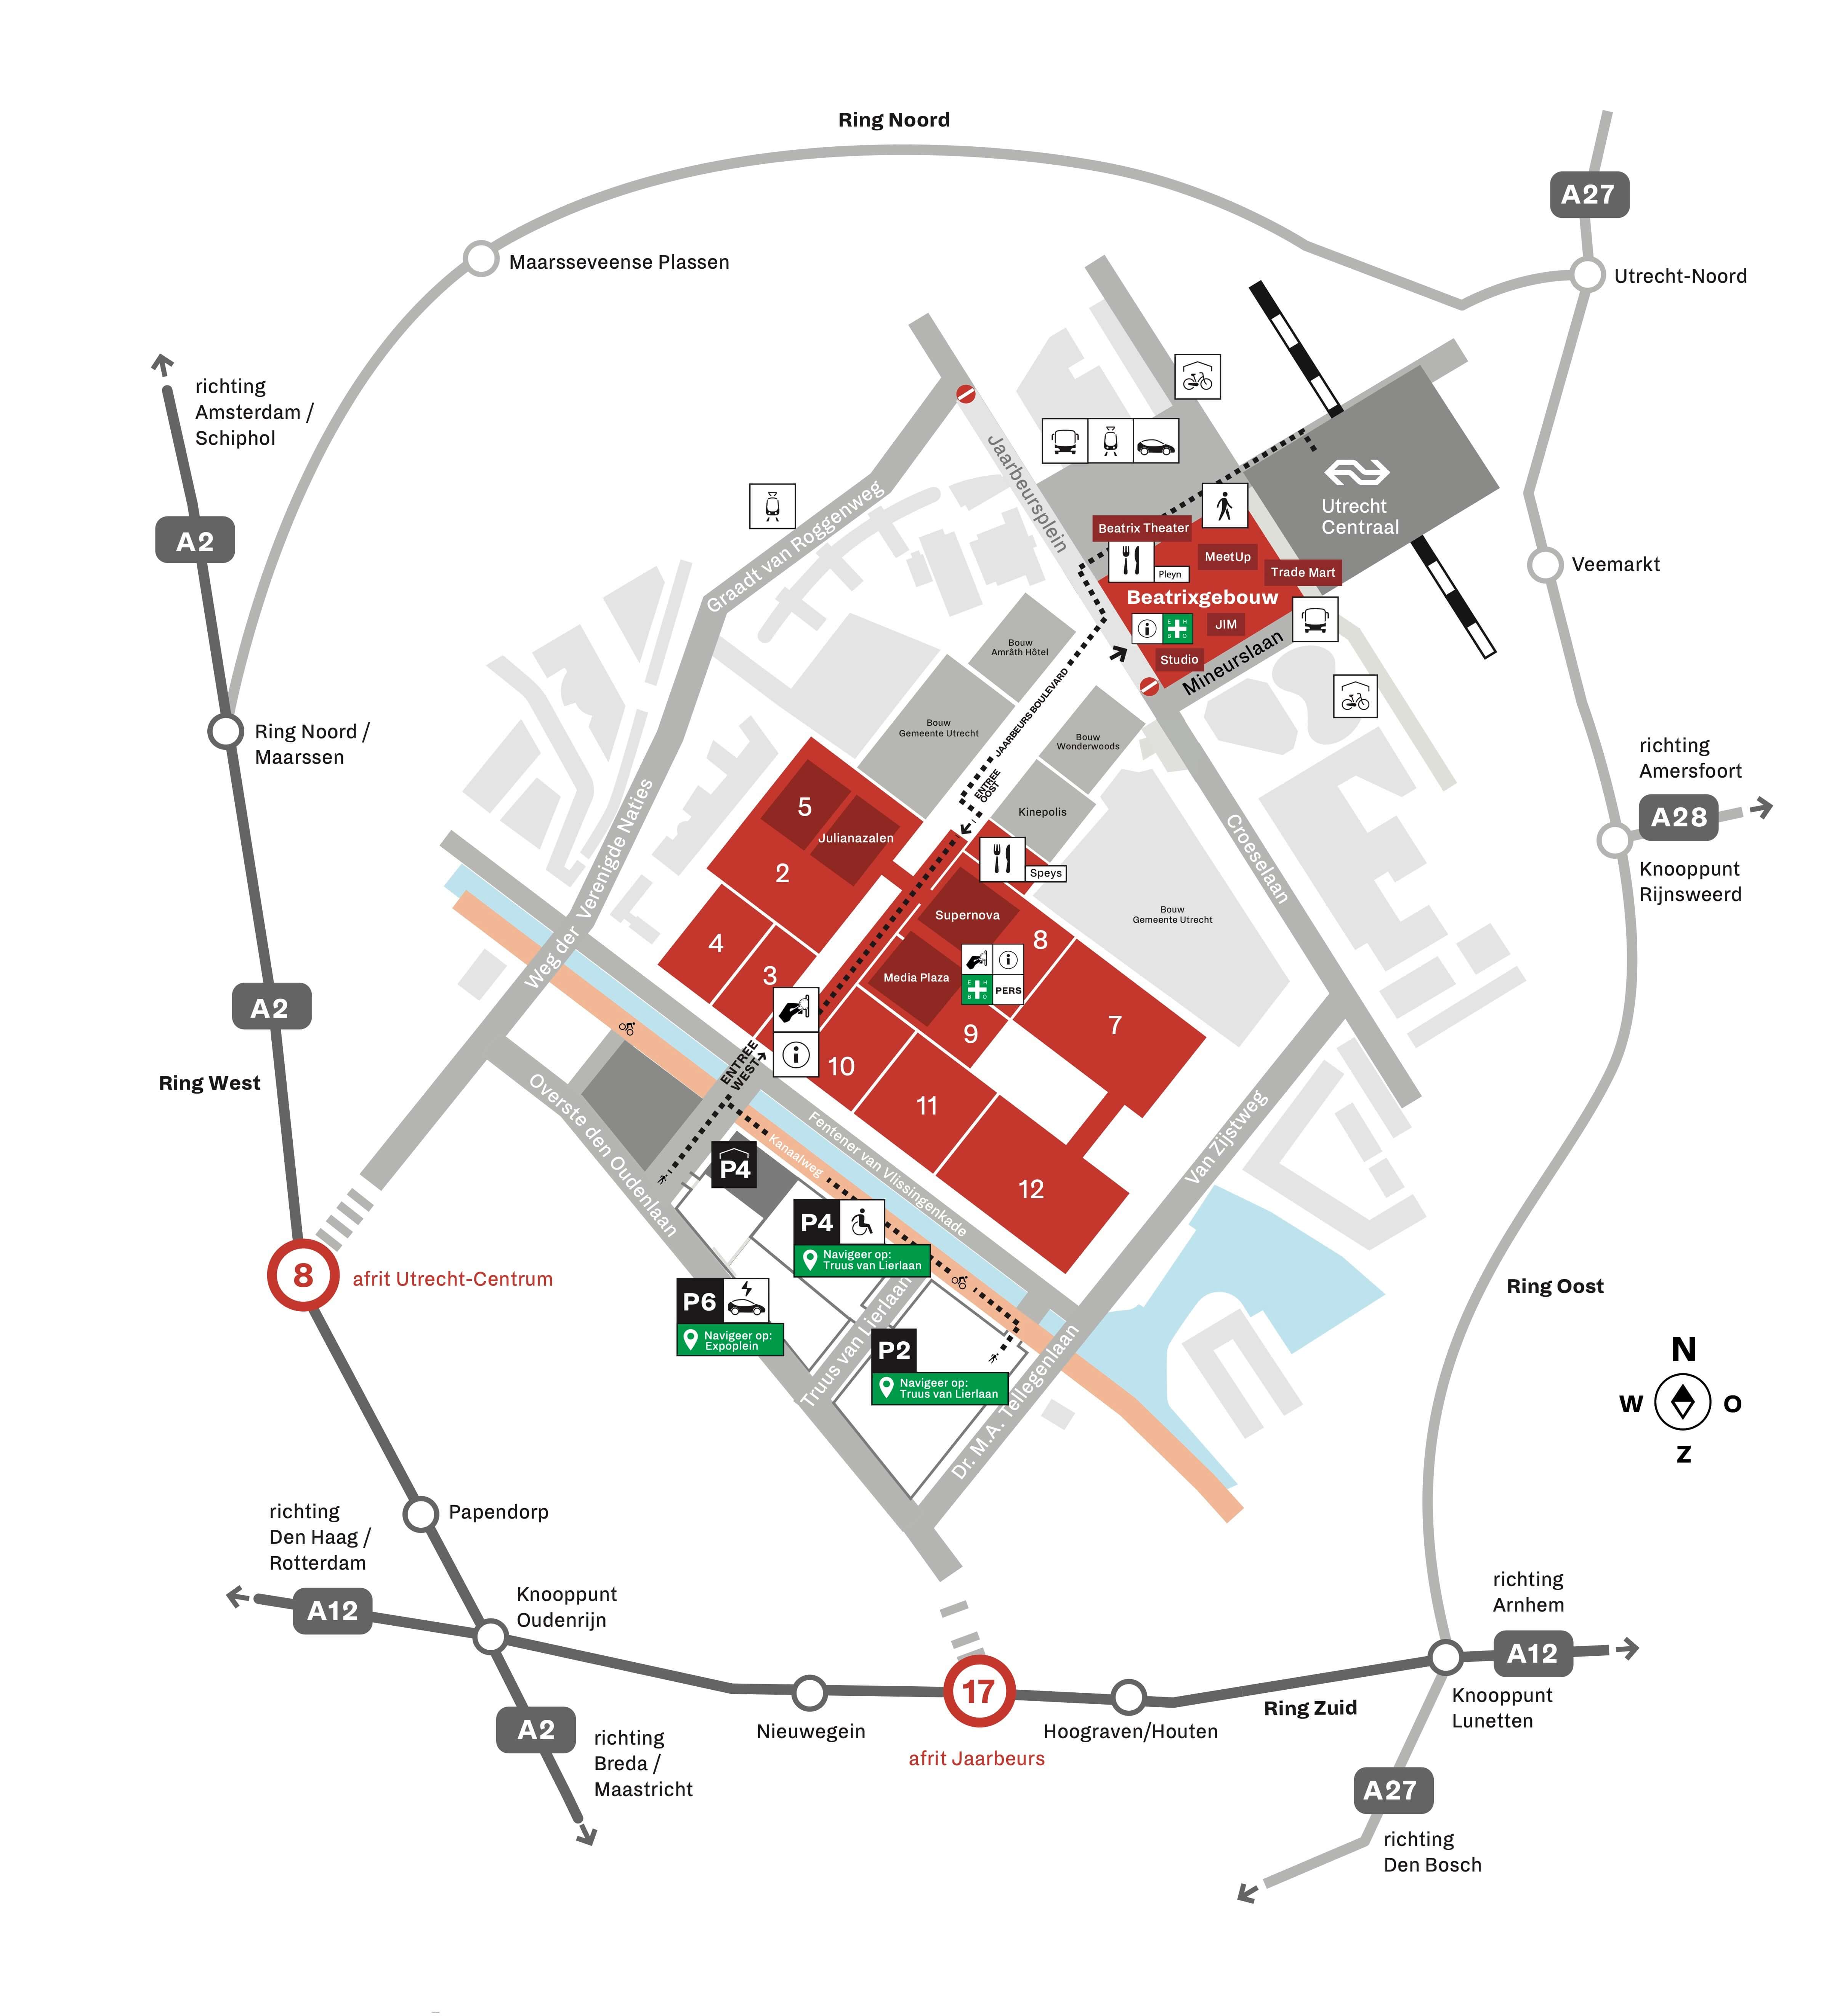 Ring Noord
A27
Maarsseveense Plassen
Utrecht-Noord
richting
Amsterdam /
Schiphol
A2
Jaarbeursplein
Graadt van Roggenweg
Utrecht
Centraal
Beatrix Theater
MeetUp
Trade Mart
Pleyn
Beatrixgebouw
JIM
EHBO
Studio
Mineurslaan
Veemarkt
Bouw
Amrâth Hôtel
JAARBEURS BOULEVARD
Bouw
Gemeente Utrecht
Bouw
Wonderwoods
ENTREE
OOST
Kinepolis
Ring Noord /
Maarssen
richting
Amersfoort
A28
Knooppunt
Rijnsweerd
Weg der Verenigde Naties
Croeselaan
5
Julianazalen
2
Speys
Supernova
8
Bouw
Gemeente Utrecht
4
3
Media Plaza
EHBO
PERS
7
9
A2
Ring West
ENTREE
WEST
10
11
12
Overste den Oudenlaan
Fentener van Vlissingenkade
Kanaalweg
Van Zijstweg
P4
P4
Navigeer op:
Truus van Lierlaan
P6
Navigeer op:
Expoplein
Truus van Lierlaan
P2
Navigeer op:
Truus van Lierlaan
Dr. M.A. Tellegenlaan
8
afrit Utrecht-Centrum
Ring Oost
N
W
O
Z
Papendorp
richting
Den Haag /
Rotterdam
A12
Knooppunt
Oudenrijn
richting
Arnhem
A12
Knooppunt
Lunetten
Nieuwegein
17
afrit Jaarbeurs
Hoograven/Houten
Ring Zuid
A2
richting
Breda /
Maastricht
A27
richting
Den Bosch